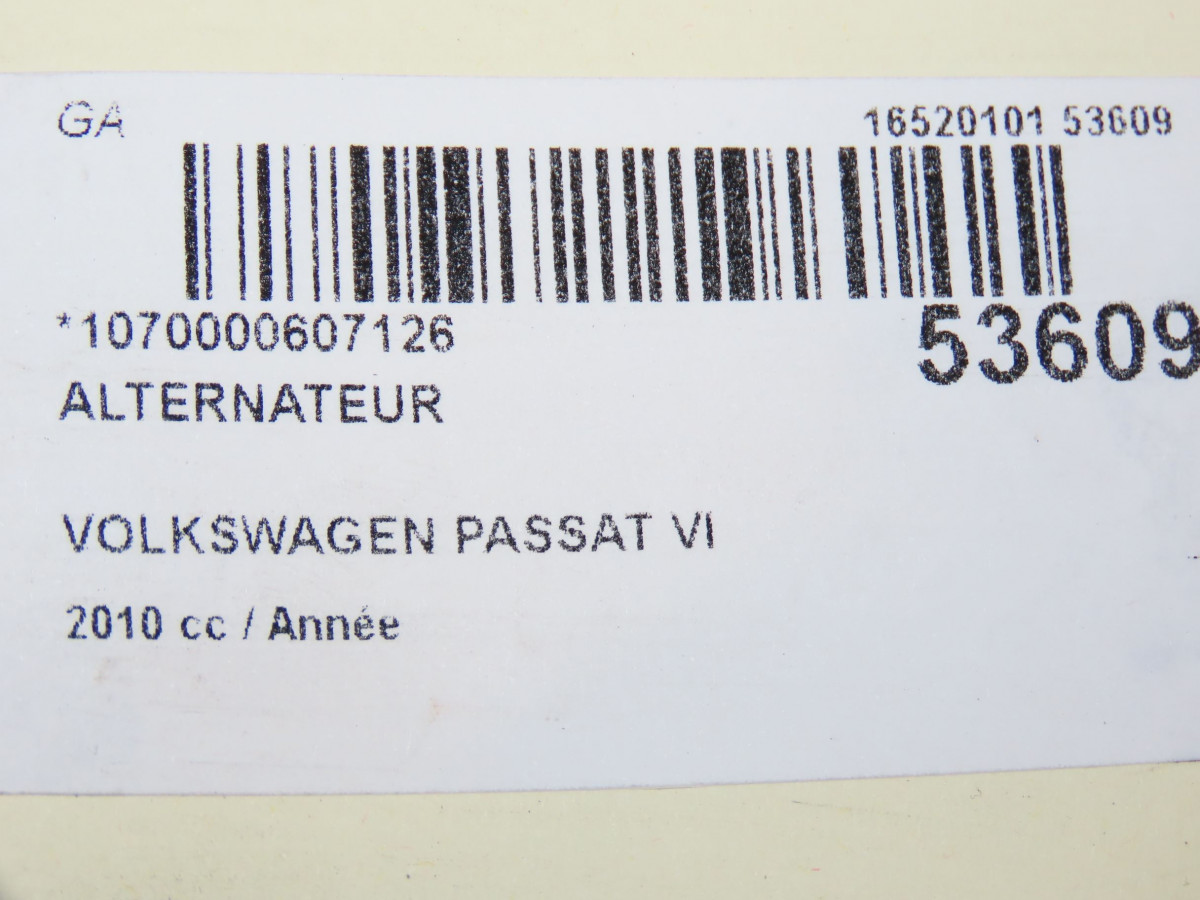 GA 16520101 53609
*1070000607126 53609
ALTERNATEUR
VOLKSWAGEN PASSAT VI
2010 cc / Année